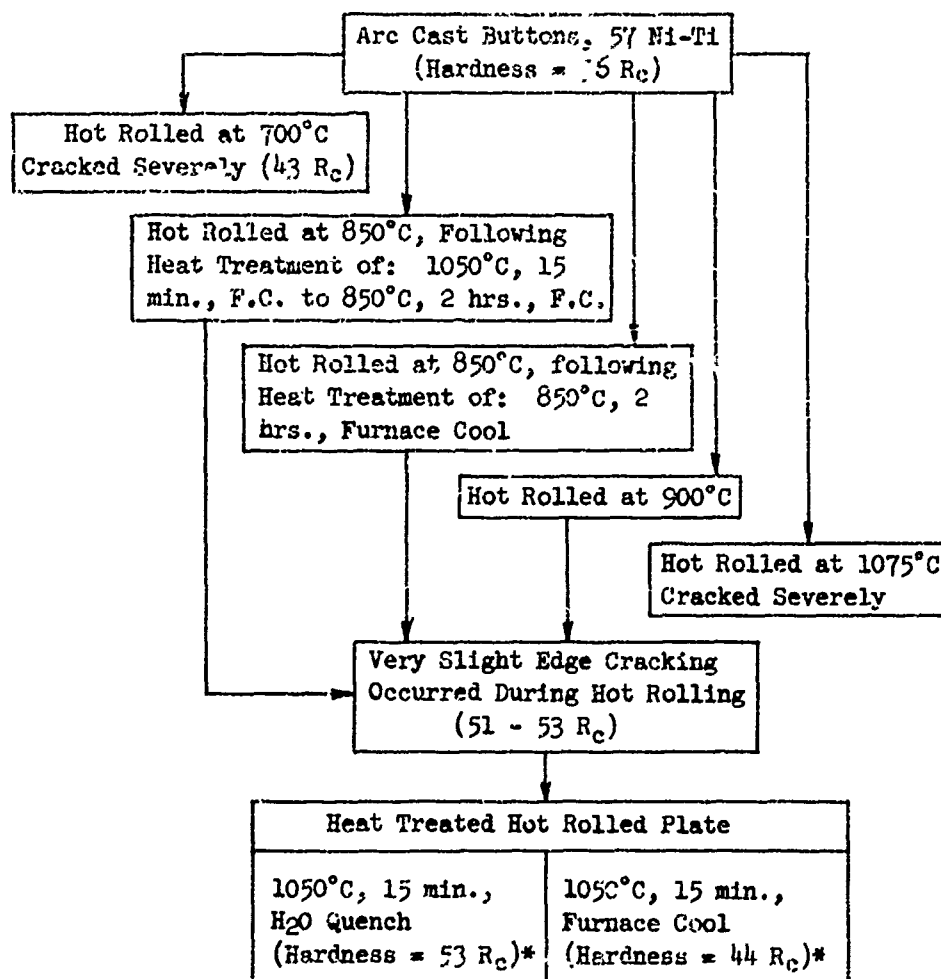 Arc Cast Buttons, 57 Ni-Ti
(Hardness = 5 Rc)
Hot Rolled at 700°C
Cracked Severely (43 Rc)
Hot Rolled at 850°C, Following
Heat Treatment of: 1050°C, 15
min., F.C. to 850°C, 2 hrs., F.C.
Hot Rolled at 850°C, following
Heat Treatment of: 850°C, 2
hrs., Furnace Cool
Hot Rolled at 900°C
Hot Rolled at 1075°C
Cracked Severely
Very Slight Edge Cracking
Occurred During Hot Rolling
(51 - 53 Rc)
Heat Treated Hot Rolled Plate
1050°C, 15 min.,
H2O Quench
(Hardness = 53 Rc)*
1050°C, 15 min.,
Furnace Cool
(Hardness = 44 Rc)*